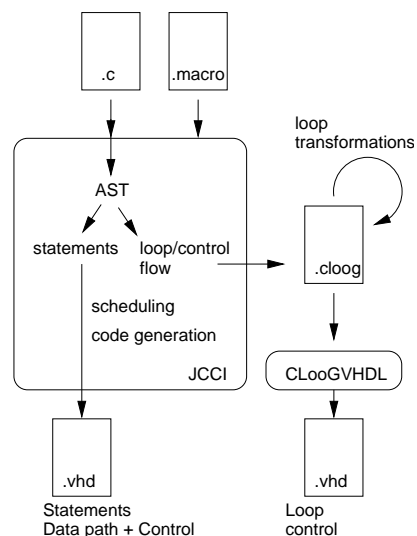 .c
.macro
loop
transformations
AST
statements
loop/control
flow
.cloog
scheduling
code generation
JCCI
CLooGVHDL
.vhd
.vhd
Statements
Data path + Control
Loop
control